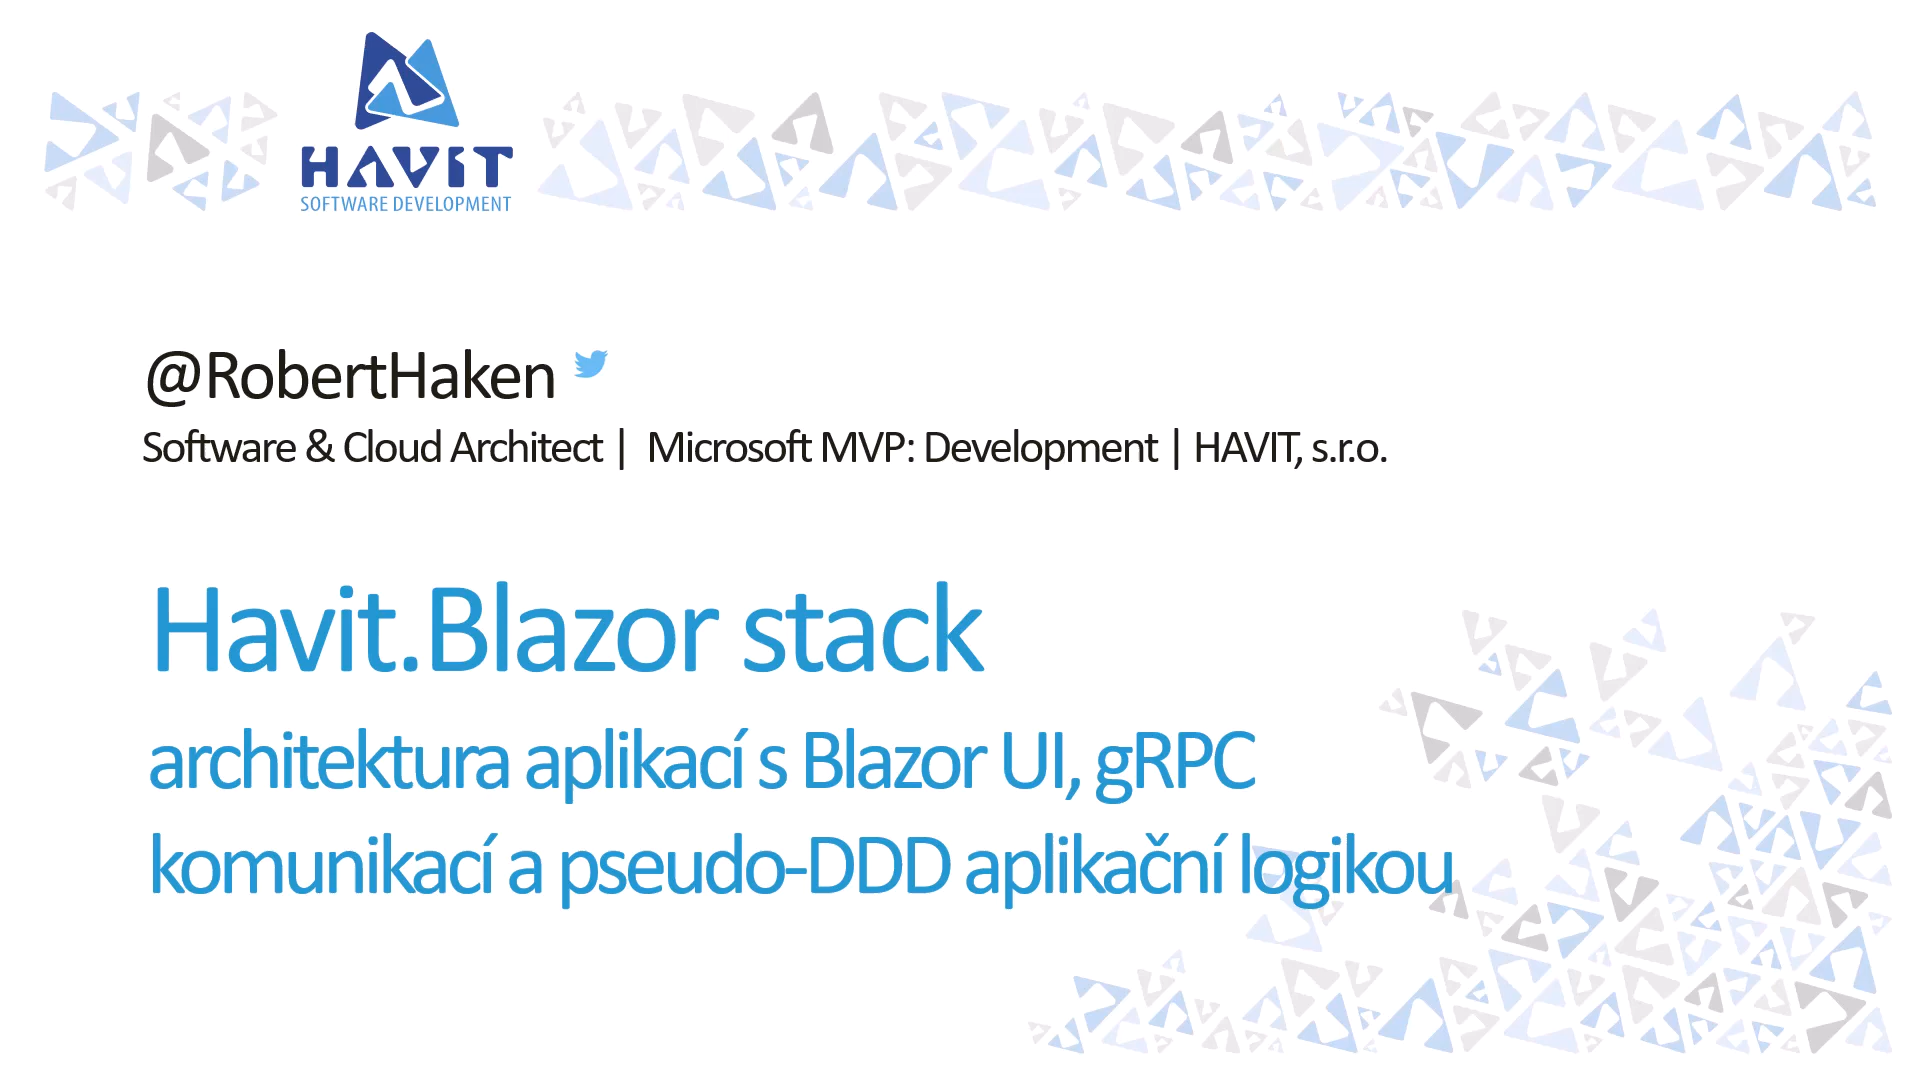 HAVIT
SOFTWARE DEVELOPMENT
@RobertHaken
Software & Cloud Architect | Microsoft MVP: Development | HAVIT, s.r.o.
Havit.Blazor stack
architektura aplikací s Blazor UI, gRPC
komunikací a pseudo-DDD aplikační logikou